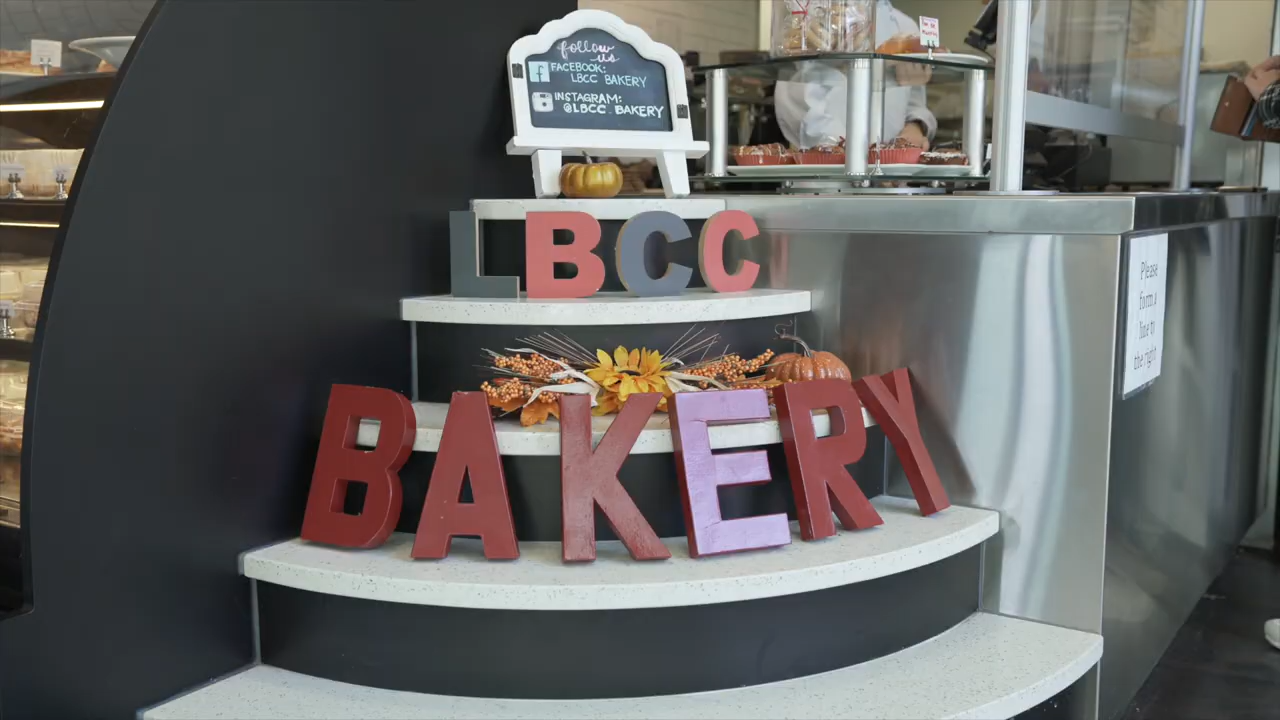 follow
us
FACEBOOK:
LBCC BAKERY
INSTAGRAM:
@LBCC_BAKERY
LBCC
BAKERY
Please
form a
line to
the right